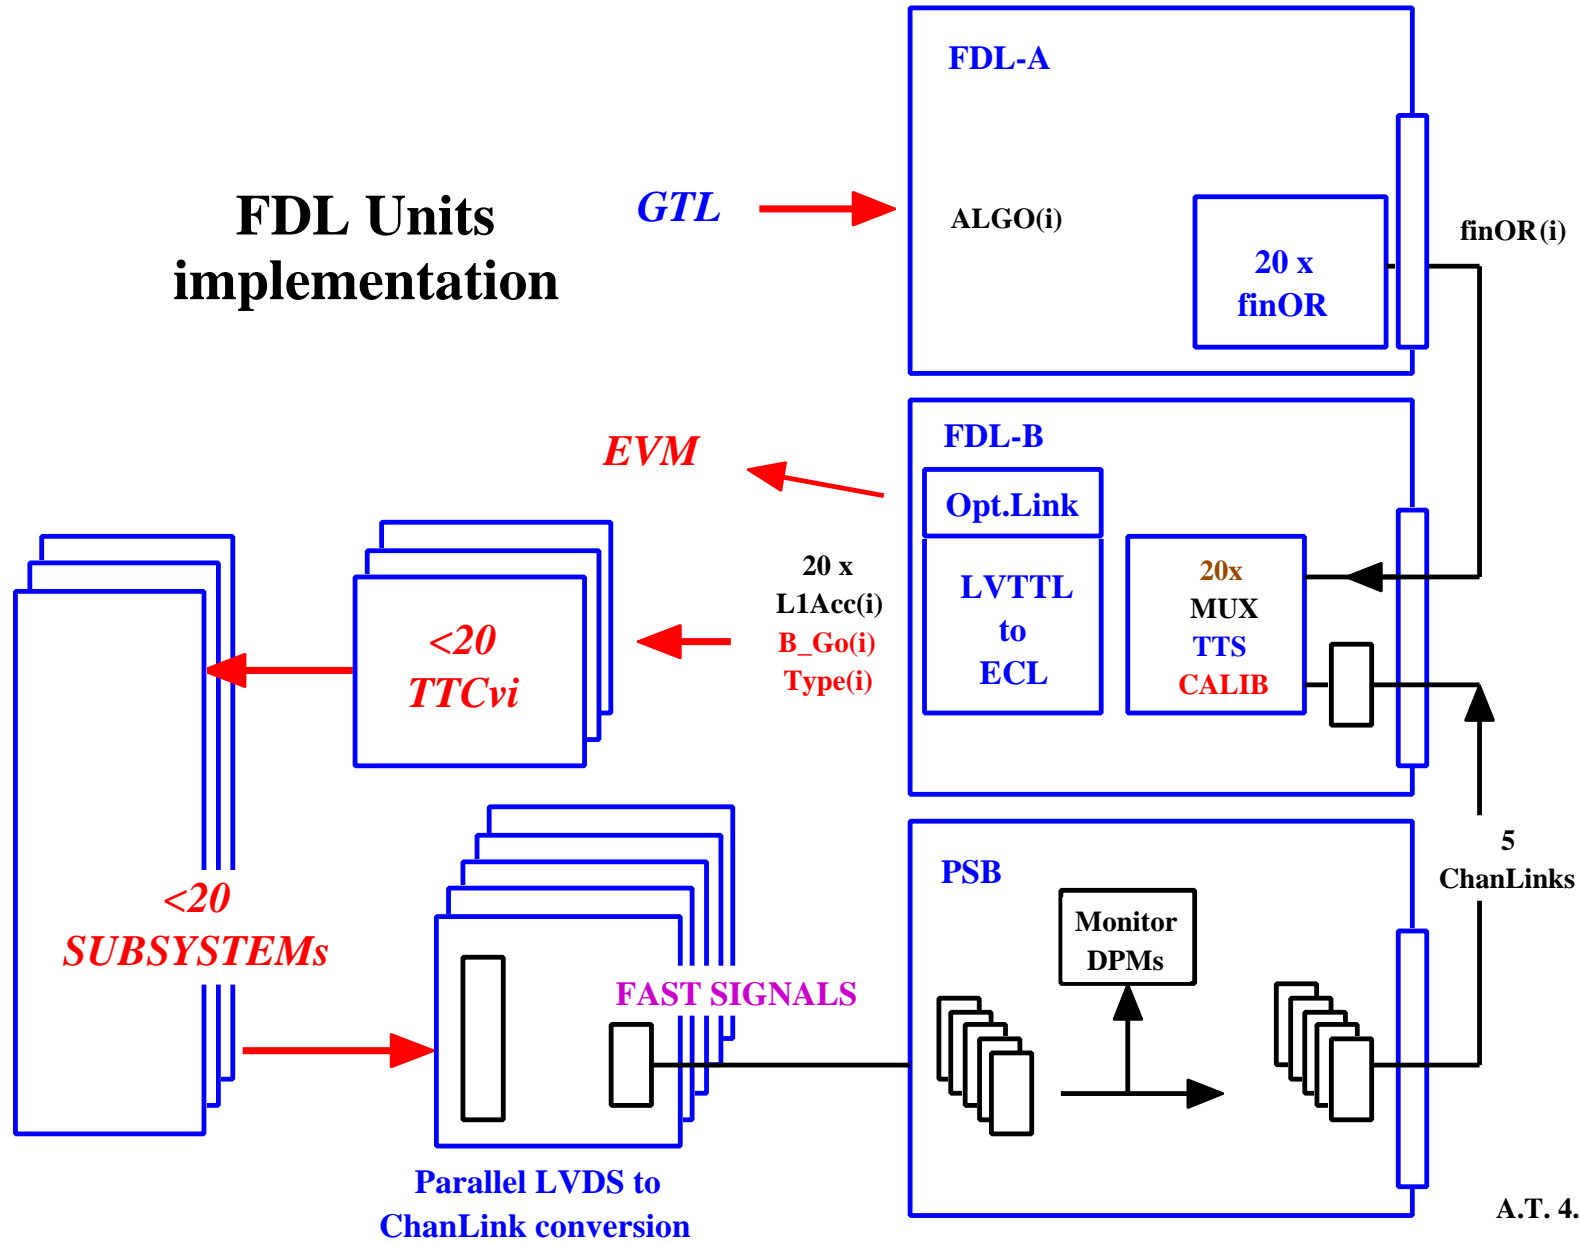 FDL Units
implementation
GTL
FDL-A
ALGO(i)
20 x
finOR
finOR(i)
EVM
FDL-B
Opt.Link
LVTTL
to
ECL
20x
MUX
TTS
CALIB
20 x
L1Acc(i)
B_Go(i)
Type(i)
<20
TTCvi
<20
SUBSYSTEMs
FAST SIGNALS
Parallel LVDS to
ChanLink conversion
PSB
Monitor
DPMs
5
ChanLinks
A.T. 4.